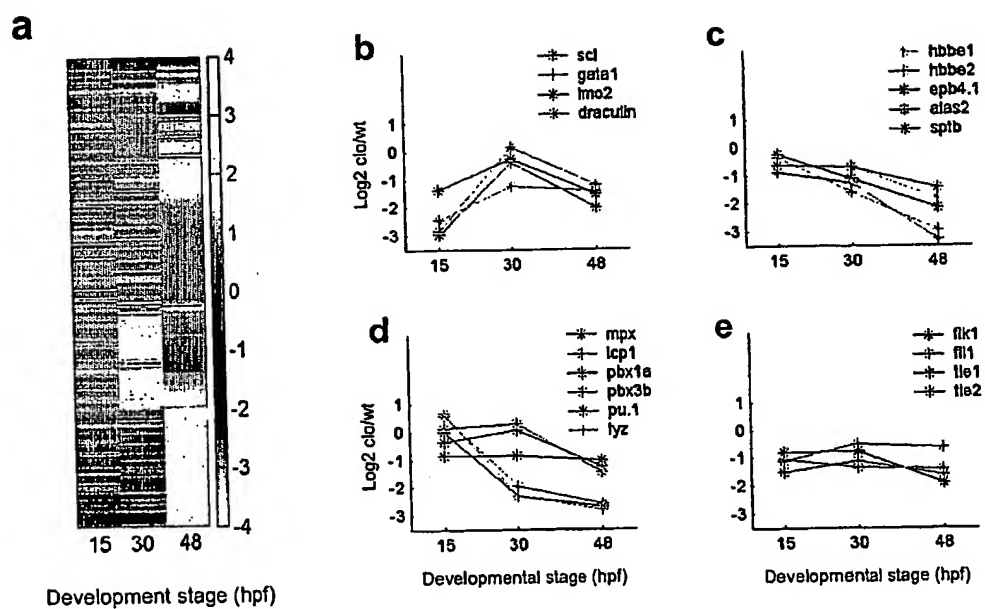 a
4
3
2
1
0
-1
-2
-3
-4
15 30 48
Development stage (hpf)
b
scl
gata1
lmo2
draculin
Log2 clo/wt
1
0
-1
-2
-3
15 30 48
c
hbbe1
hbbe2
epb4.1
alas2
sptb
1
0
-1
-2
-3
15 30 48
d
mpx
lcp1
pbx1a
pbx3b
pu.1
lyz
Log2 clo/wt
1
0
-1
-2
-3
15 30 48
Developmental stage (hpf)
e
flk1
fli1
tie1
tie2
1
0
-1
-2
-3
15 30 48
Developmental stage (hpf)